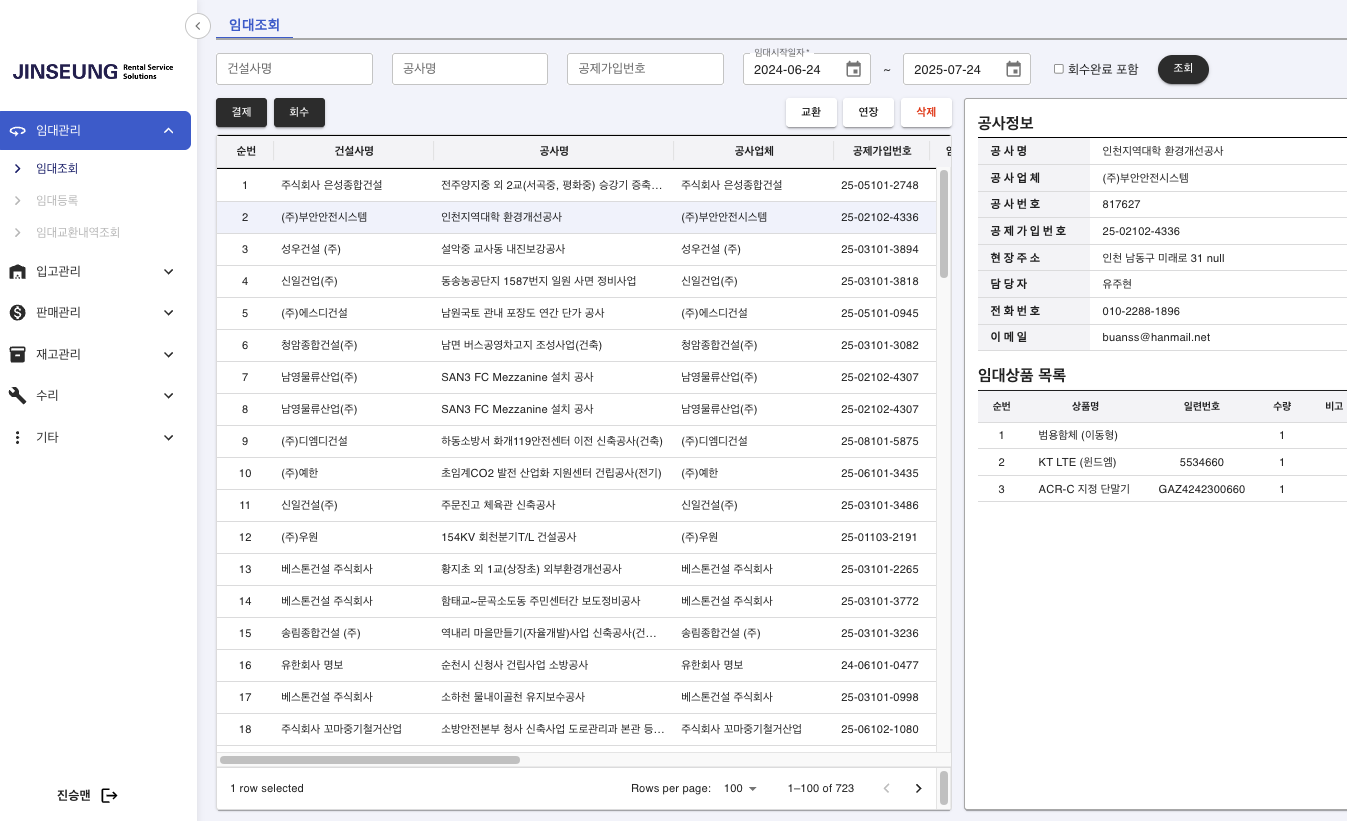 JINSEUNG Rental Service Solutions
임대관리
임대조회
임대등록
임대교환내역조회
입고관리
판매관리
재고관리
수리
기타
진승맨
임대조회
건설사명 공사명 공제가입번호 임대시작일자 * 2024-06-24 ~ 2025-07-24 회수완료 포함 조회
결제 회수 교환 연장 삭제
순번 건설사명 공사명 공사업체 공제가입번호
1 주식회사 은성종합건설 전주양지중 외 2교(서곡중, 평화중) 승강기 증축... 주식회사 은성종합건설 25-05101-2748
2 (주)부안안전시스템 인천지역대학 환경개선공사 (주)부안안전시스템 25-02102-4336
3 성우건설 (주) 설악중 교사동 내진보강공사 성우건설 (주) 25-03101-3894
4 신일건업(주) 동송농공단지 1587번지 일원 사면 정비사업 신일건업(주) 25-03101-3818
5 (주)에스디건설 남원국토 관내 포장도 연간 단가 공사 (주)에스디건설 25-05101-0945
6 청암종합건설(주) 남면 버스공영차고지 조성사업(건축) 청암종합건설(주) 25-03101-3082
7 남영물류산업(주) SAN3 FC Mezzanine 설치 공사 남영물류산업(주) 25-02102-4307
8 남영물류산업(주) SAN3 FC Mezzanine 설치 공사 남영물류산업(주) 25-02102-4307
9 (주)디엠디건설 하동소방서 화개119안전센터 이전 신축공사(건축) (주)디엠디건설 25-08101-5875
10 (주)예한 초임계CO2 발전 산업화 지원센터 건립공사(전기) (주)예한 25-06101-3435
11 신일건설(주) 주문진고 체육관 신축공사 신일건설(주) 25-03101-3486
12 (주)우원 154KV 회천분기T/L 건설공사 (주)우원 25-01103-2191
13 베스톤건설 주식회사 황지초 외 1교(상장초) 외부환경개선공사 베스톤건설 주식회사 25-03101-2265
14 베스톤건설 주식회사 함태교~문곡소도동 주민센터간 보도정비공사 베스톤건설 주식회사 25-03101-3772
15 송림종합건설 (주) 역내리 마을만들기(자율개발)사업 신축공사(건... 송림종합건설 (주) 25-03101-3236
16 유한회사 명보 순천시 신청사 건립사업 소방공사 유한회사 명보 24-06101-0477
17 베스톤건설 주식회사 소하천 물내이골천 유지보수공사 베스톤건설 주식회사 25-03101-0998
18 주식회사 꼬마중기철거산업 소방안전본부 청사 신축사업 도로관리과 본관 등... 주식회사 꼬마중기철거산업 25-06102-1080
1 row selected Rows per page: 100 1–100 of 723
공사정보
공사명 인천지역대학 환경개선공사
공사업체 (주)부안안전시스템
공사번호 817627
공제가입번호 25-02102-4336
현장주소 인천 남동구 미래로 31 null
담당자 유주현
전화번호 010-2288-1896
이메일 buanss@hanmail.net
임대상품 목록
순번 상품명 일련번호 수량 비고
1 범용함체 (이동형) 1
2 KT LTE (윈드엠) 5534660 1
3 ACR-C 지정 단말기 GAZ4242300660 1